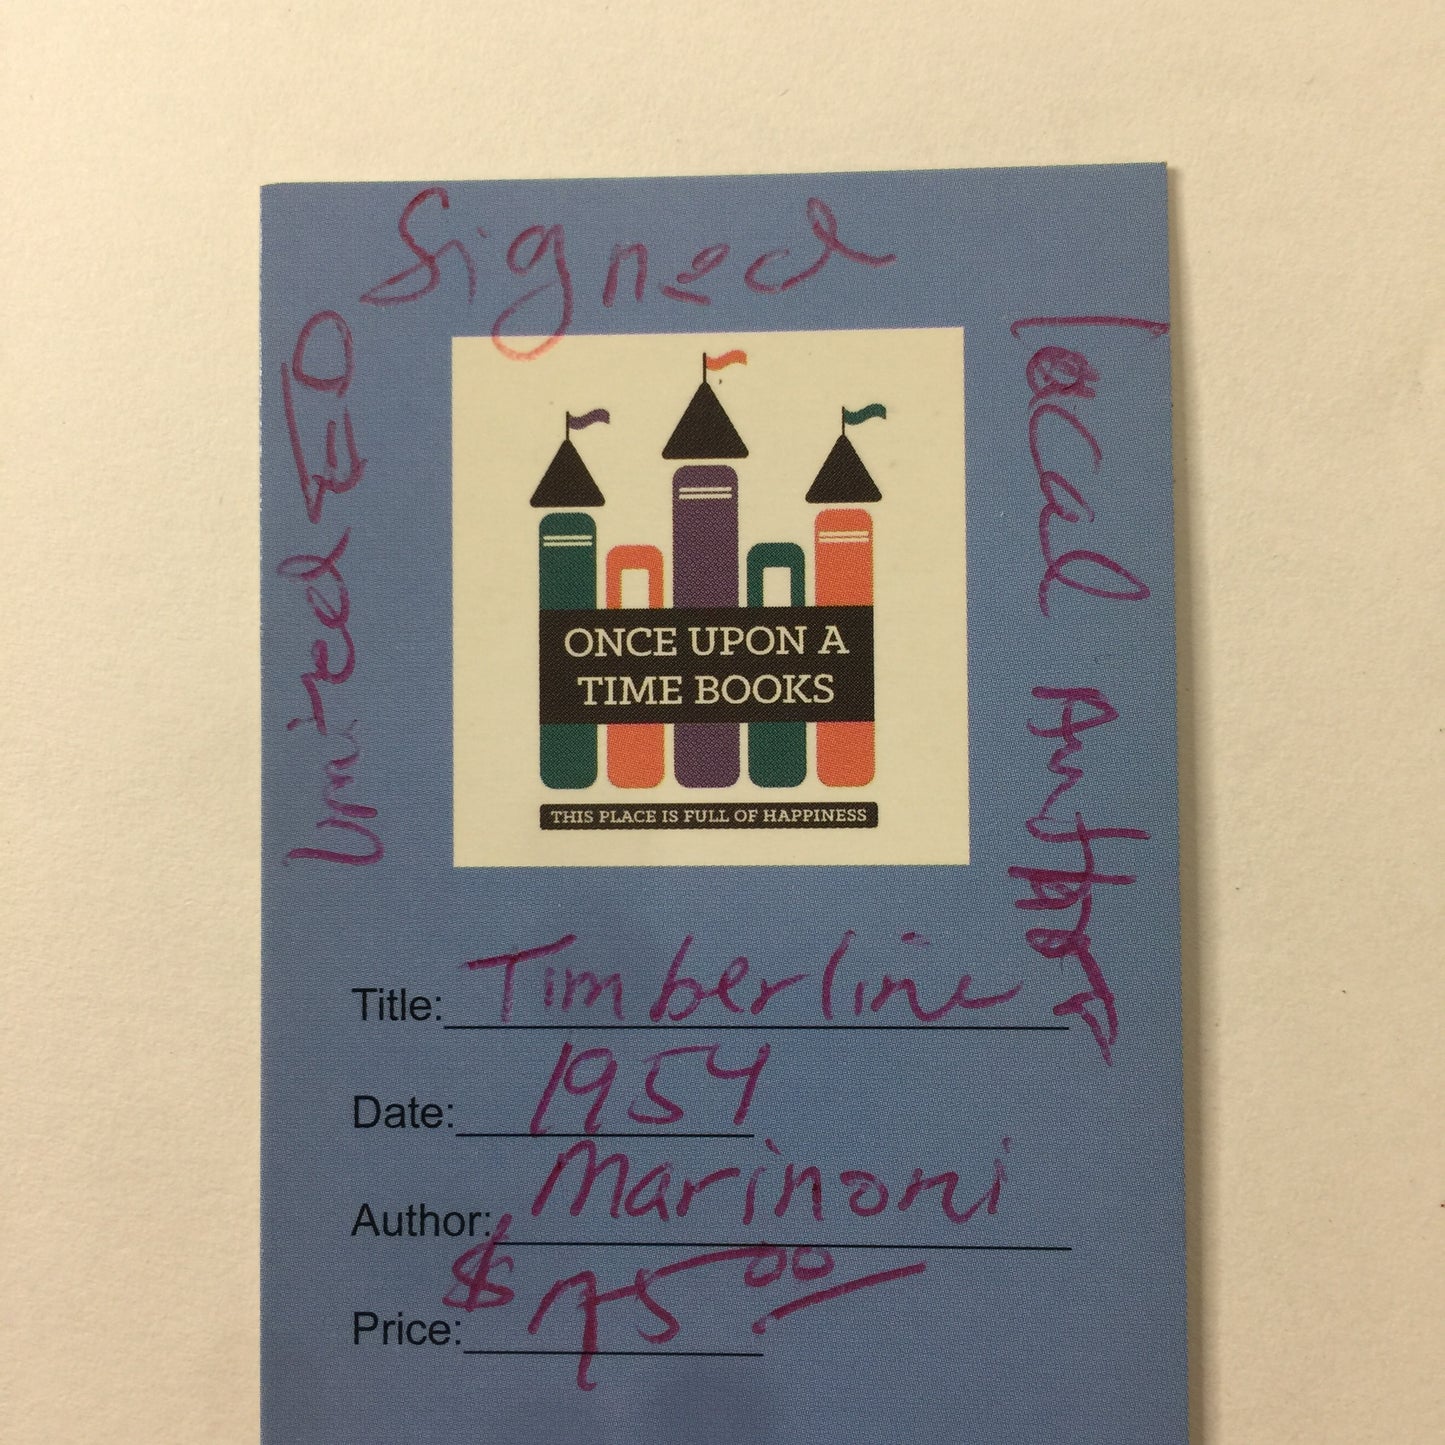 Signed
Limited ED
local Author
ONCE UPON A
TIME BOOKS
THIS PLACE IS FULL OF HAPPINESS
Title: Timberline
Date: 1954
Author: Marinoni
Price: $75.00